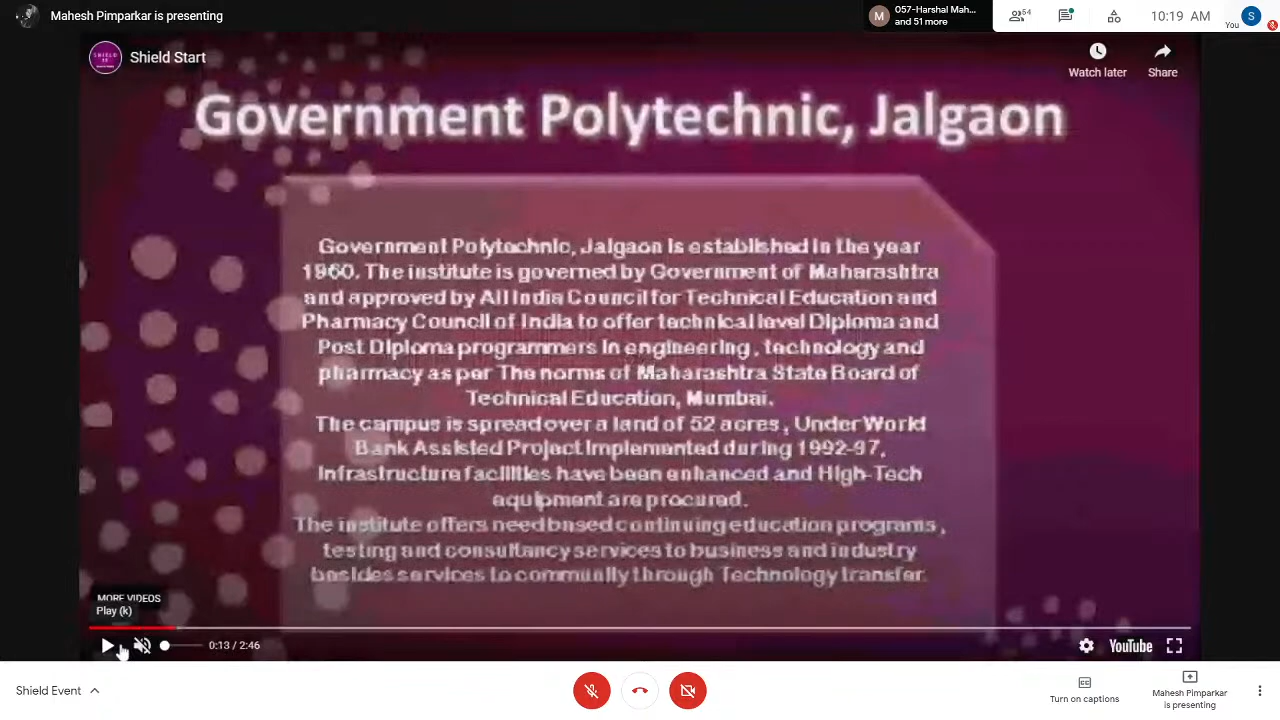 Mahesh Pimparkar is presenting
M
057-Harshal Mah...
and 51 more
54
10:19 AM
You
S
SHIELD
Shield Start
Watch later
Share
Government Polytechnic, Jalgaon
Government Polytechnic, Jalgaon is established in the year
1960. The institute is governed by Government of Maharashtra
and approved by All India Council for Technical Education and
Pharmacy Council of India to offer technical level Diploma and
Post Diploma programmers in engineering , technology and
pharmacy as per The norms of Maharashtra State Board of
Technical Education, Mumbai.
The campus is spread over a land of 52 acres , Under World
Bank Assisted Project Implemented during 1992-97,
Infrastructure facilities have been enhanced and High-Tech
equipment are procured.
The institute offers need based continuing education programs ,
testing and consultancy services to business and industry
besides services to community through Technology transfer.
MORE VIDEOS
Play (k)
0:13 / 2:46
YouTube
Shield Event
Turn on captions
Mahesh Pimparkar
is presenting